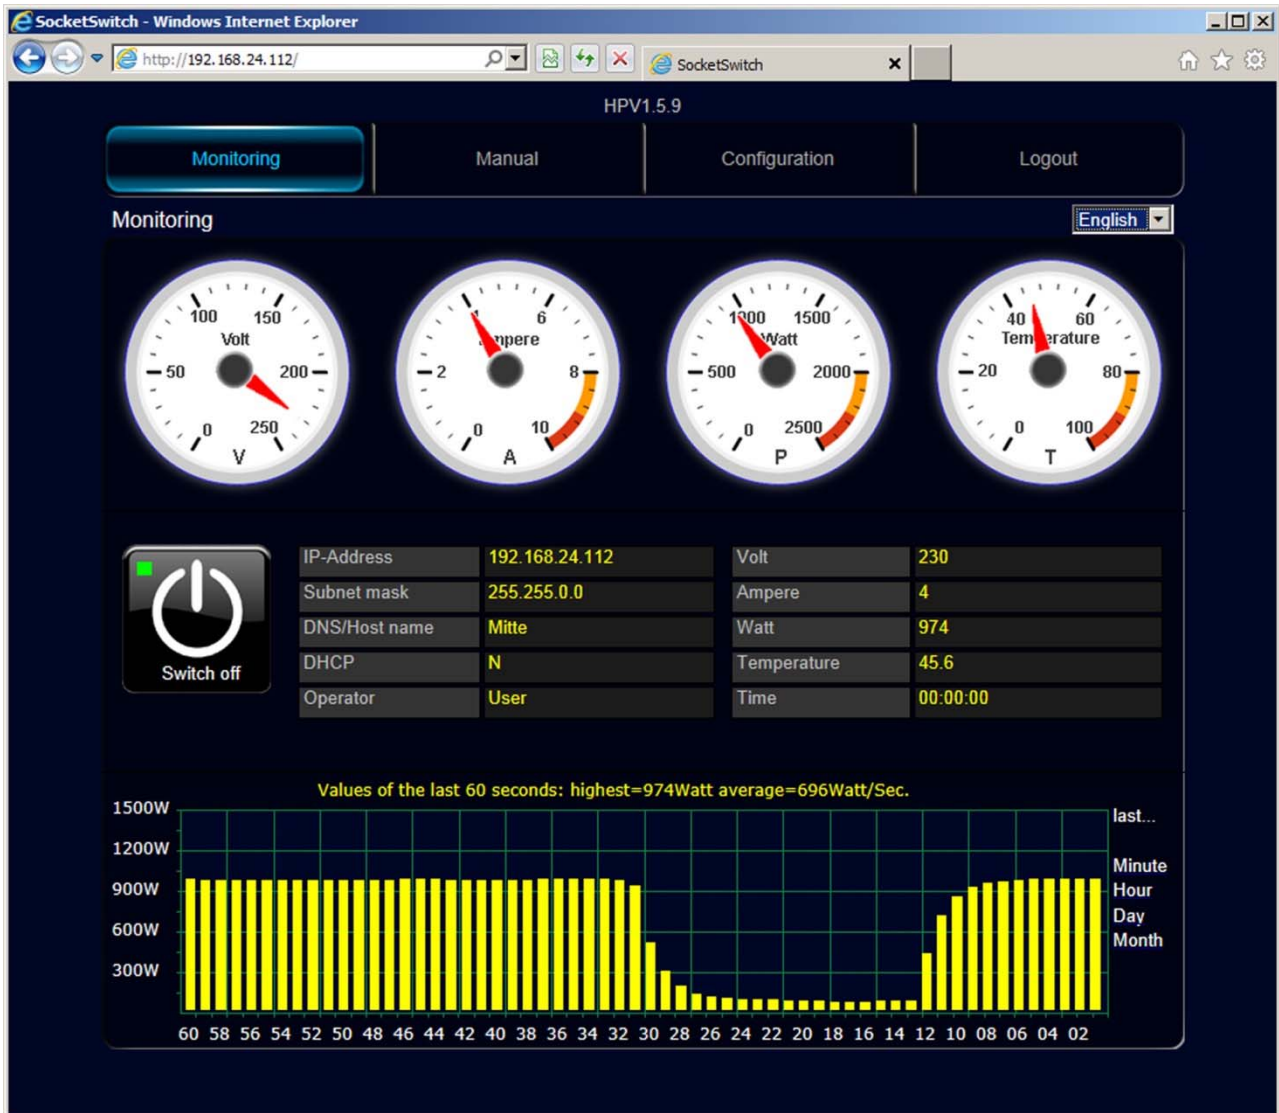 SocketSwitch - Windows Internet Explorer
http://192.168.24.112/
SocketSwitch
HPV1.5.9
Monitoring Manual Configuration Logout
Monitoring
English
0 50 100 150 200 250
Volt
V
0 2 4 6 8 10
Ampere
A
0 500 1000 1500 2000 2500
Watt
P
0 20 40 60 80 100
Temperature
T
Switch off
IP-Address 192.168.24.112 Volt 230
Subnet mask 255.255.0.0 Ampere 4
DNS/Host name Mitte Watt 974
DHCP N Temperature 45.6
Operator User Time 00:00:00
Values of the last 60 seconds: highest=974Watt average=696Watt/Sec.
1500W
1200W
900W
600W
300W
last...
Minute
Hour
Day
Month
60 58 56 54 52 50 48 46 44 42 40 38 36 34 32 30 28 26 24 22 20 18 16 14 12 10 08 06 04 02